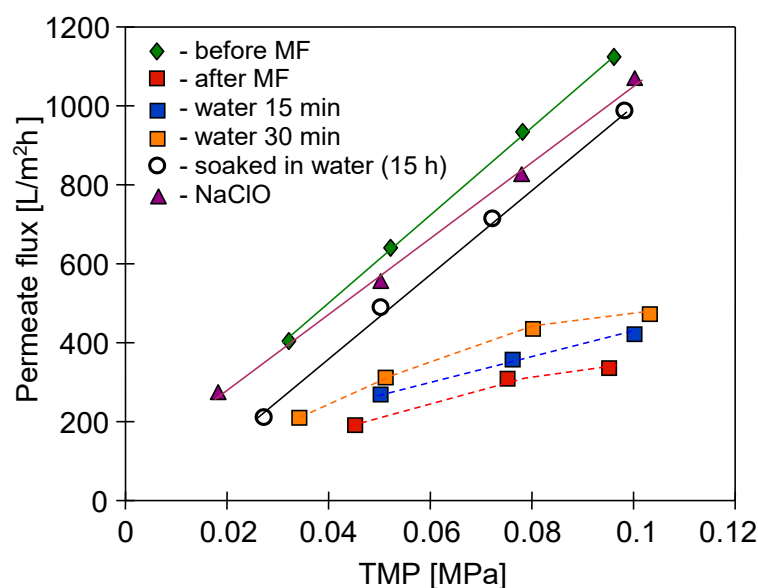 1200
1000
800
600
400
200
0
Permeate flux [L/m²h]
- before MF
- after MF
- water 15 min
- water 30 min
- soaked in water (15 h)
- NaClO
0 0.02 0.04 0.06 0.08 0.1 0.12
TMP [MPa]